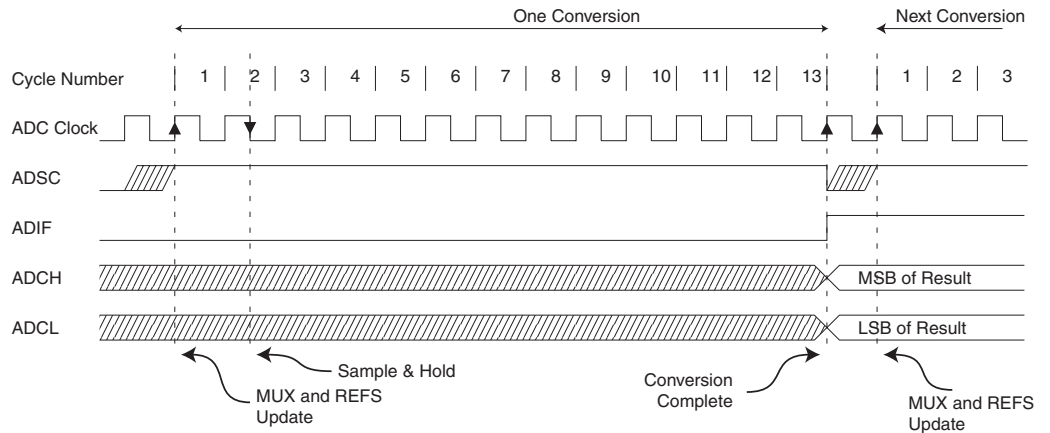 One Conversion Next Conversion
Cycle Number 1 2 3 4 5 6 7 8 9 10 11 12 13 1 2 3
ADC Clock
ADSC
ADIF
ADCH MSB of Result
ADCL LSB of Result
Sample & Hold
MUX and REFS
Update
Conversion
Complete
MUX and REFS
Update